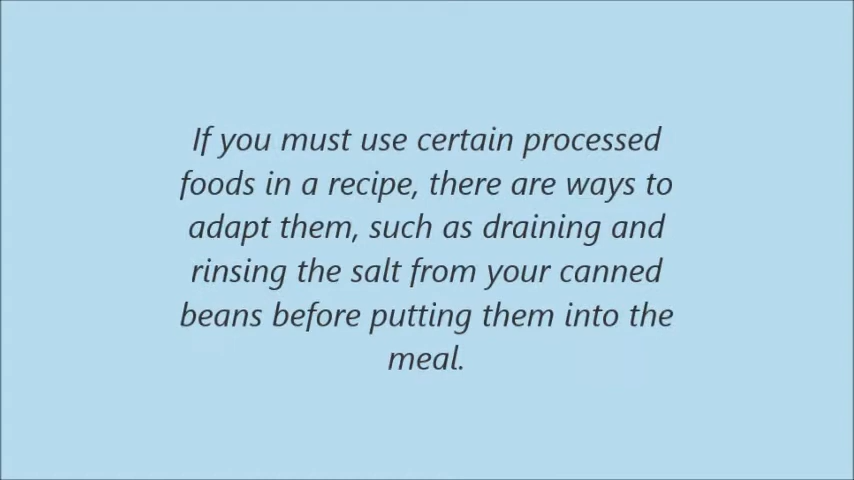 If you must use certain processed
foods in a recipe, there are ways to
adapt them, such as draining and
rinsing the salt from your canned
beans before putting them into the
meal.